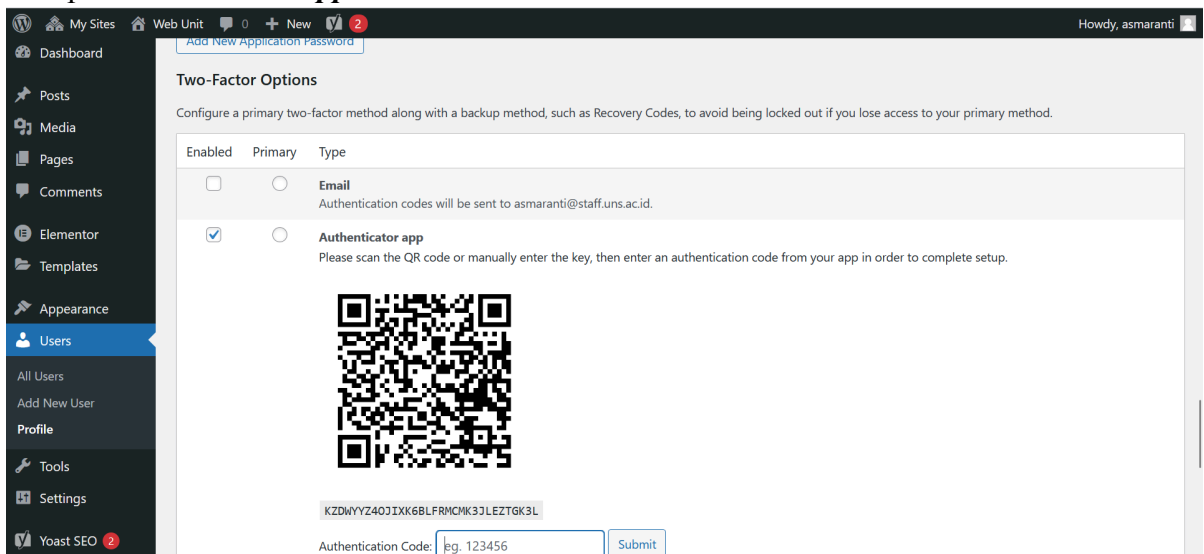 My Sites Web Unit 0 + New 2 Howdy, asmaranti
Dashboard
Posts
Media
Pages
Comments
Elementor
Templates
Appearance
Users
All Users
Add New User
Profile
Tools
Settings
Yoast SEO 2
Add New Application Password
Two-Factor Options
Configure a primary two-factor method along with a backup method, such as Recovery Codes, to avoid being locked out if you lose access to your primary method.
Enabled Primary Type
Email
Authentication codes will be sent to asmaranti@staff.uns.ac.id.
Authenticator app
Please scan the QR code or manually enter the key, then enter an authentication code from your app in order to complete setup.
KZDWYYZ4OJIXK6BLFRMCMK3JLEZTGK3L
Authentication Code: eg. 123456 Submit